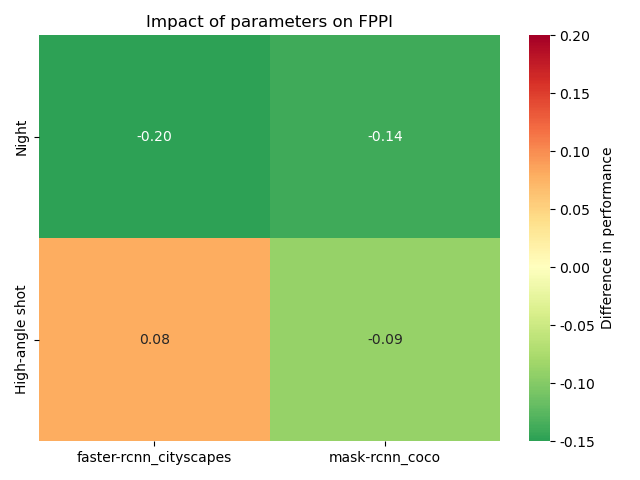 Impact of parameters on FPPI
Night
-0.20
-0.14
High-angle shot
0.08
-0.09
faster-rcnn_cityscapes
mask-rcnn_coco
0.20
0.15
0.10
0.05
0.00
-0.05
-0.10
-0.15
Difference in performance